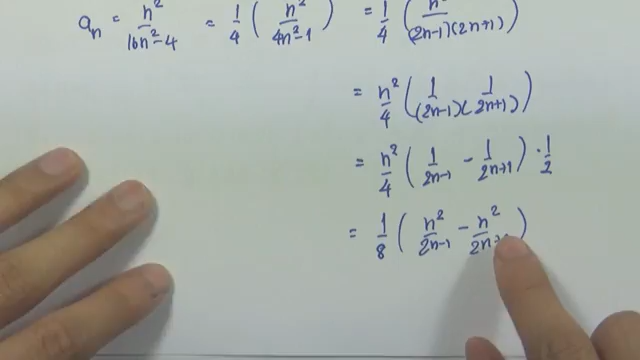 aₙ = n²/(16n²-4) = 1/4 ( n²/(4n²-1) ) = 1/4 ( n²/((2n-1)(2n+1)) )
= n²/4 ( 1/(2n-1) ( 1/(2n+1) )
= n²/4 ( 1/(2n-1) - 1/(2n+1) ) · 1/2
= 1/8 ( n²/(2n-1) - n²/(2n+ )